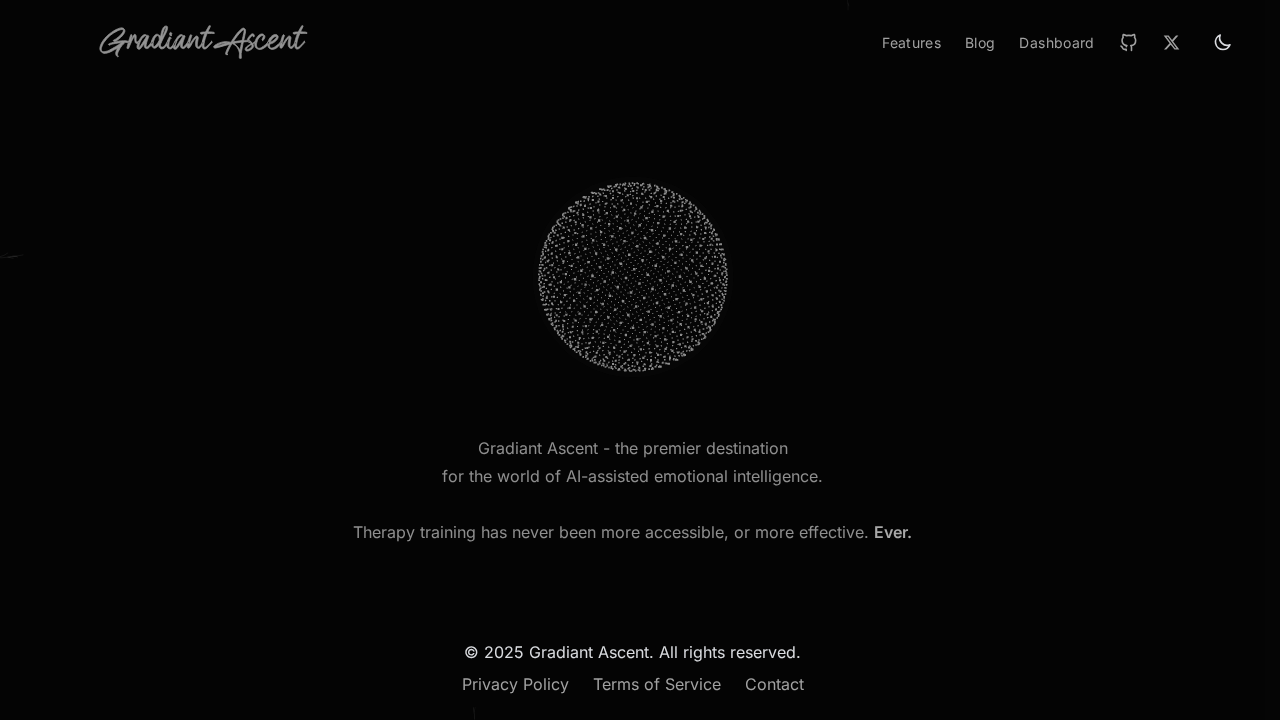 Gradiant Ascent
Features
Blog
Dashboard
Gradiant Ascent - the premier destination
for the world of AI-assisted emotional intelligence.
Therapy training has never been more accessible, or more effective. Ever.
© 2025 Gradiant Ascent. All rights reserved.
Privacy Policy
Terms of Service
Contact